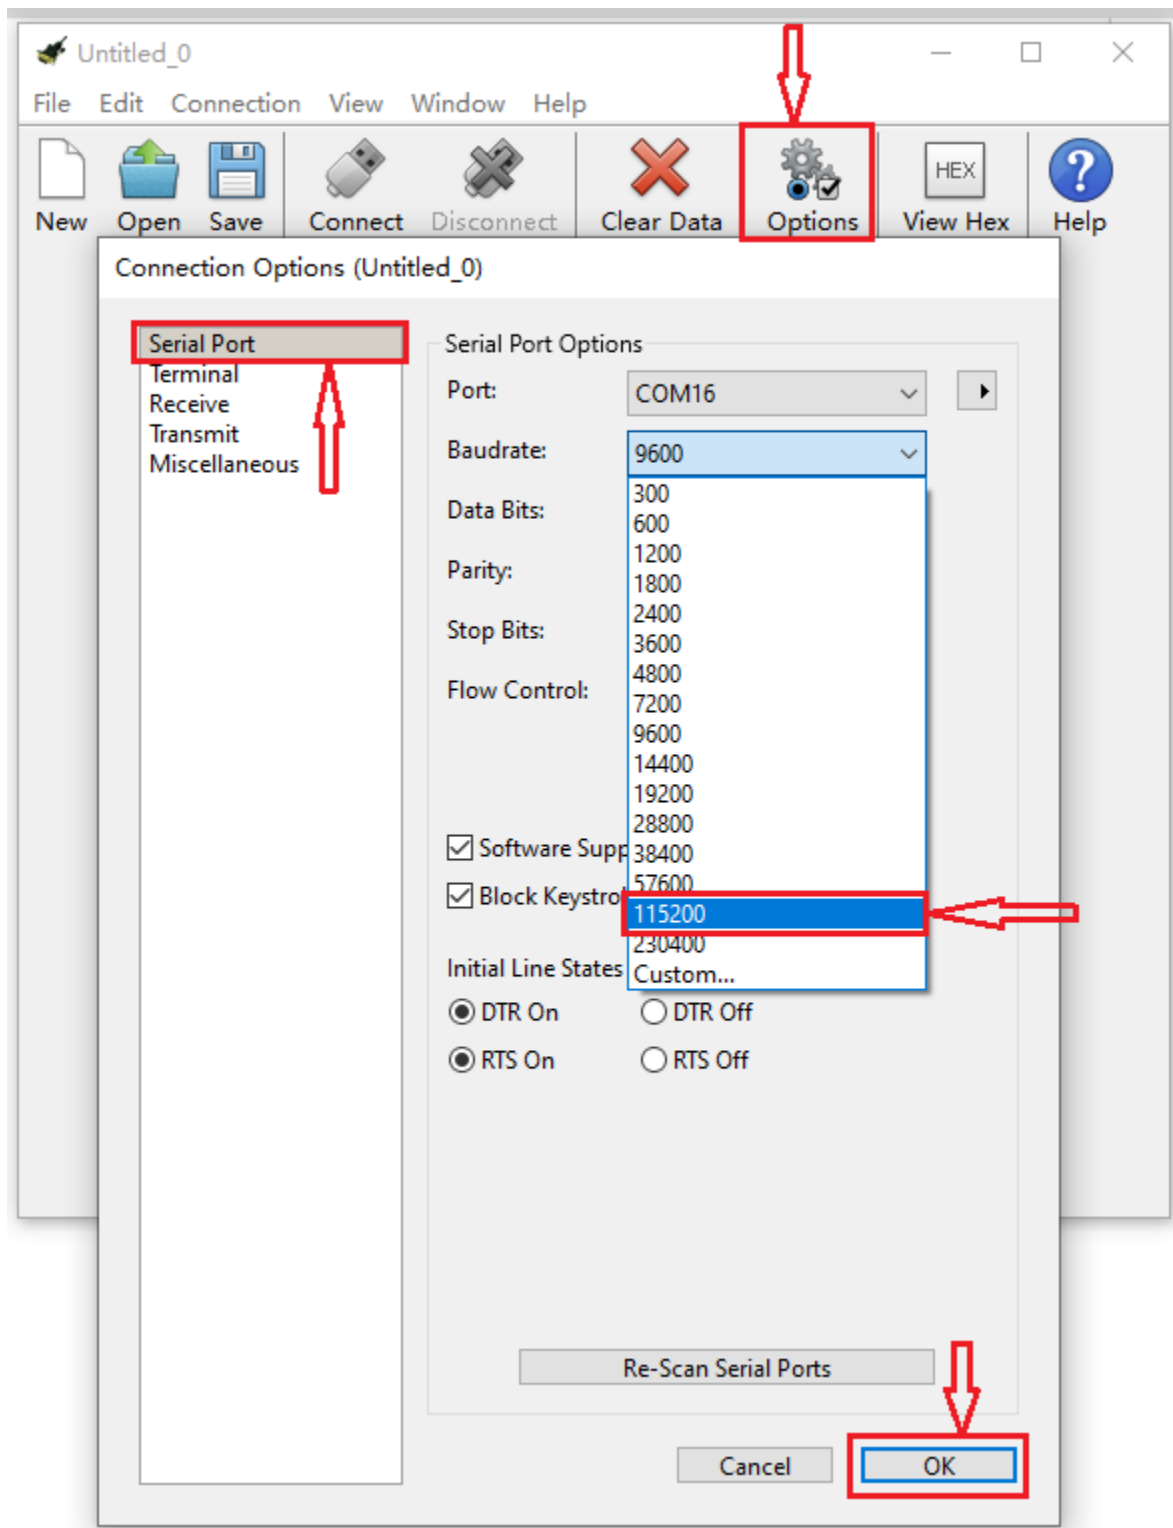 Untitled_0
File Edit Connection View Window Help
HEX
New Open Save Connect Disconnect Clear Data Options View Hex Help
Connection Options (Untitled_0)
Serial Port
Terminal
Receive
Transmit
Miscellaneous
Serial Port Options
Port: COM16
Baudrate: 9600
300
Data Bits:
600
1200
Parity:
1800
2400
Stop Bits:
3600
4800
Flow Control:
7200
9600
14400
19200
28800
Software Supp
38400
57600
Block Keystro
115200
230400
Initial Line States
Custom...
DTR On DTR Off
RTS On RTS Off
Re-Scan Serial Ports
Cancel OK